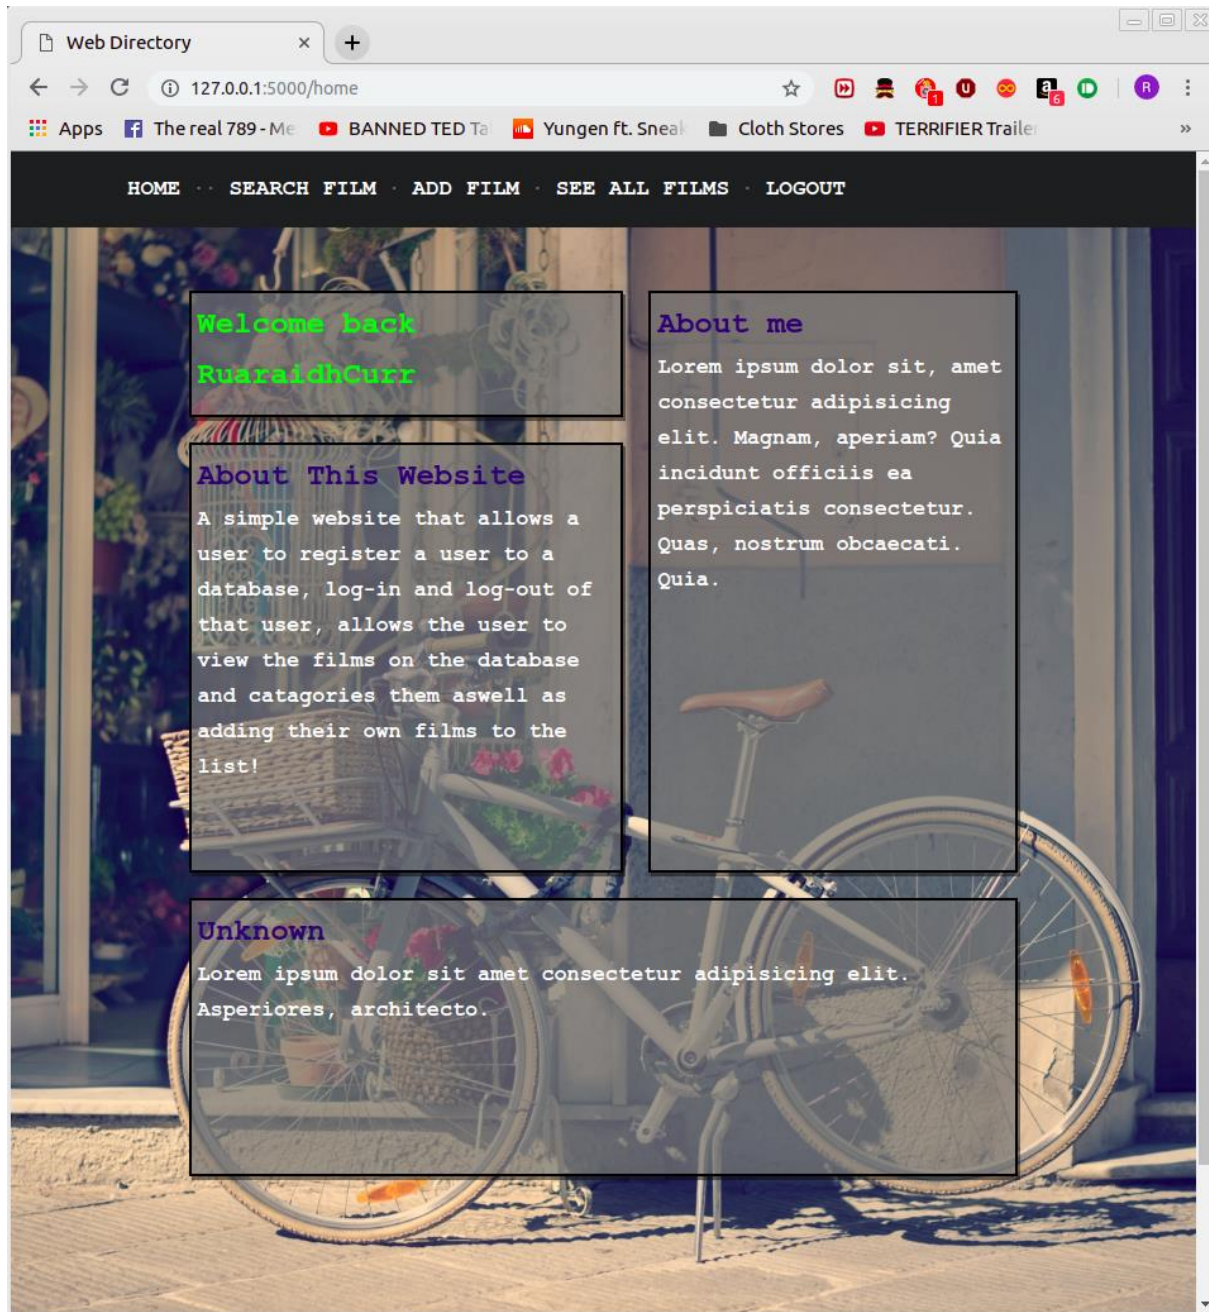 Web Directory
127.0.0.1:5000/home
Apps The real 789 - Me BANNED TED Ta Yungen ft. Sneak Cloth Stores TERRIFIER Trailer »
HOME ·· SEARCH FILM · ADD FILM · SEE ALL FILMS · LOGOUT
Welcome back
RuaraidhCurr
About This Website
A simple website that allows a
user to register a user to a
database, log-in and log-out of
that user, allows the user to
view the films on the database
and catagories them aswell as
adding their own films to the
list!
About me
Lorem ipsum dolor sit, amet
consectetur adipisicing
elit. Magnam, aperiam? Quia
incidunt officiis ea
perspiciatis consectetur.
Quas, nostrum obcaecati.
Quia.
Unknown
Lorem ipsum dolor sit amet consectetur adipisicing elit.
Asperiores, architecto.